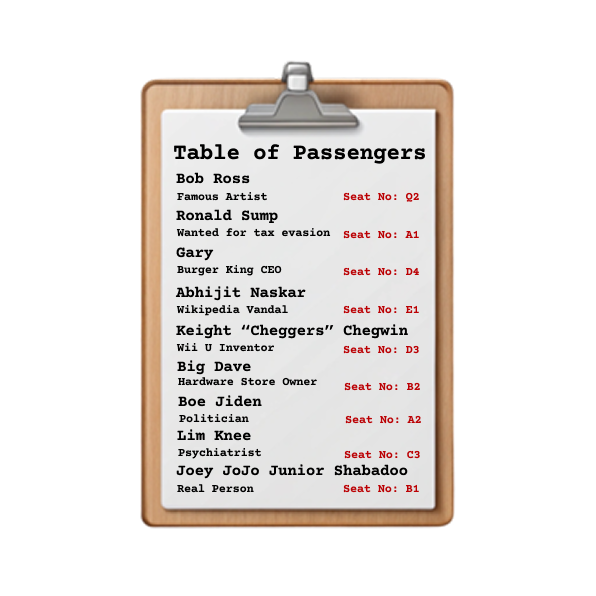 Table of Passengers
Bob Ross
Famous Artist Seat No: Q2
Ronald Sump
Wanted for tax evasion Seat No: A1
Gary
Burger King CEO Seat No: D4
Abhijit Naskar
Wikipedia Vandal Seat No: E1
Keight “Cheggers” Chegwin
Wii U Inventor Seat No: D3
Big Dave
Hardware Store Owner Seat No: B2
Boe Jiden
Politician Seat No: A2
Lim Knee
Psychiatrist Seat No: C3
Joey JoJo Junior Shabadoo
Real Person Seat No: B1